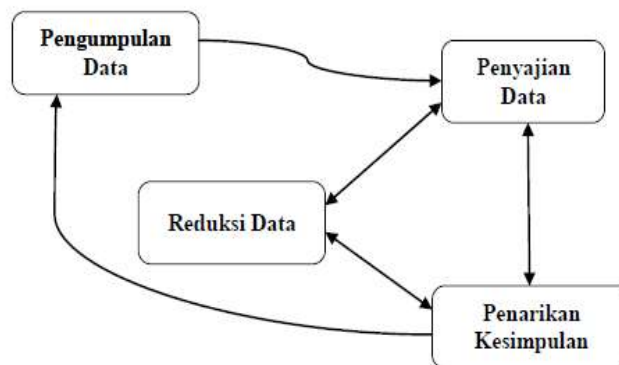 Pengumpulan
Data
Penyajian
Data
Reduksi Data
Penarikan
Kesimpulan